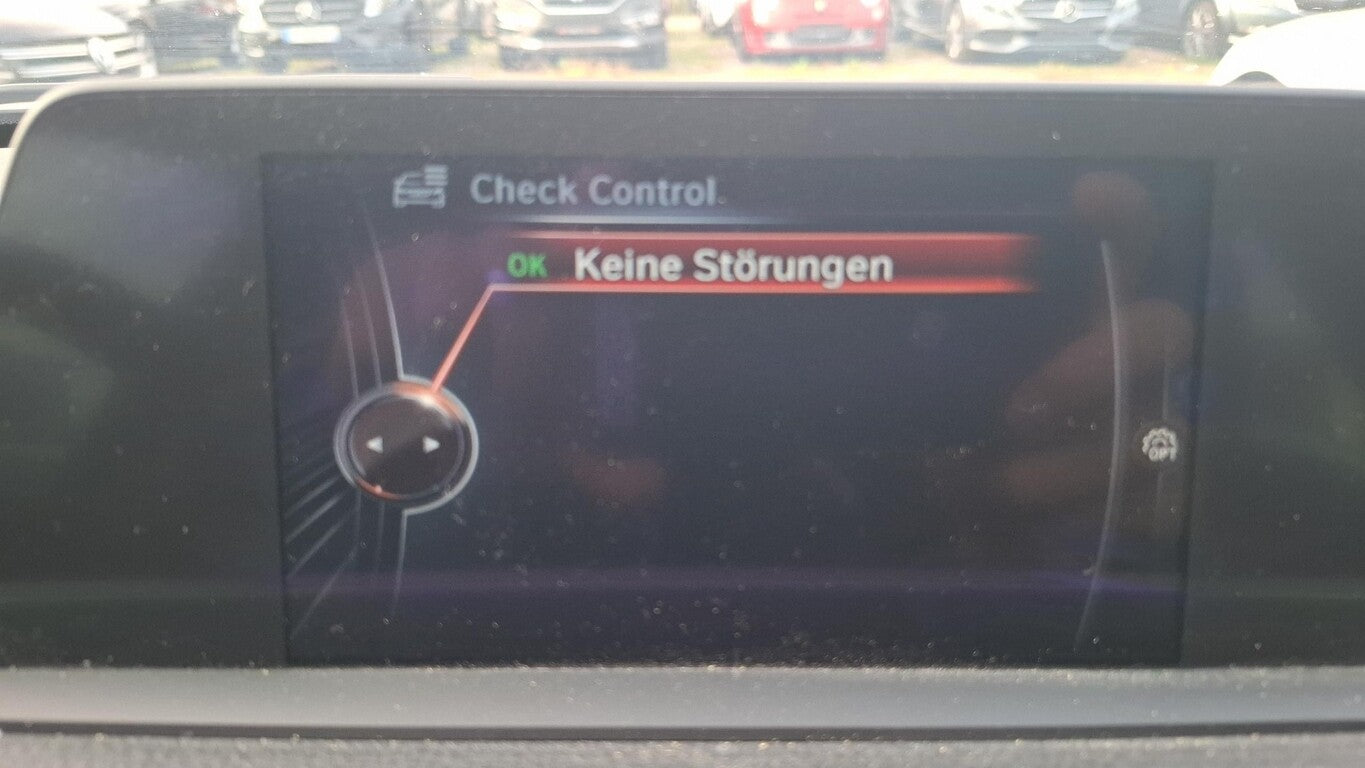 Check Control
OK Keine Störungen
OPT